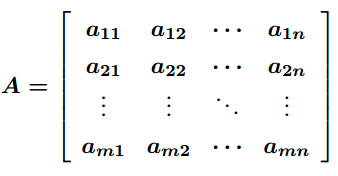 a₁₁ a₁₂ ⋯ a₁ₙ
a₂₁ a₂₂ ⋯ a₂ₙ
A =
⋮ ⋮ ⋱ ⋮
aₘ₁ aₘ₂ ⋯ aₘₙ